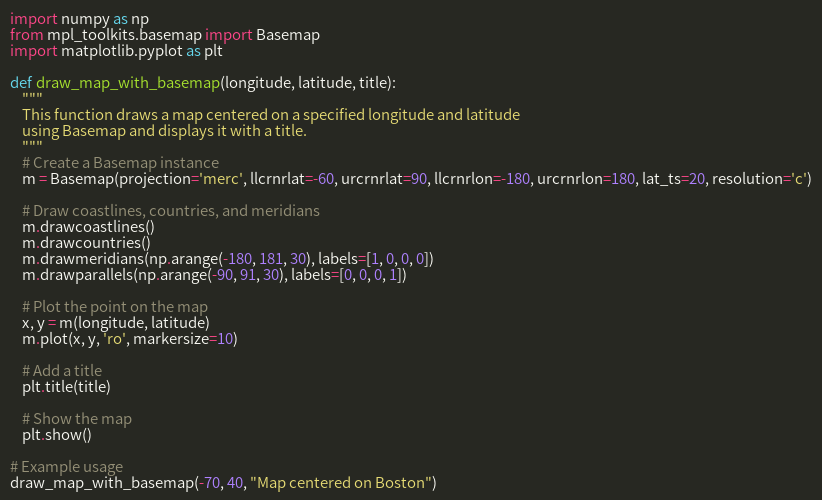 import numpy as np
from mpl_toolkits.basemap import Basemap
import matplotlib.pyplot as plt

def draw_map_with_basemap(longitude, latitude, title):
    """
    This function draws a map centered on a specified longitude and latitude
    using Basemap and displays it with a title.
    """
    # Create a Basemap instance
    m = Basemap(projection='merc', llcrnrlat=-60, urcrnrlat=90, llcrnrlon=-180, urcrnrlon=180, lat_ts=20, resolution='c')

    # Draw coastlines, countries, and meridians
    m.drawcoastlines()
    m.drawcountries()
    m.drawmeridians(np.arange(-180, 181, 30), labels=[1, 0, 0, 0])
    m.drawparallels(np.arange(-90, 91, 30), labels=[0, 0, 0, 1])

    # Plot the point on the map
    x, y = m(longitude, latitude)
    m.plot(x, y, 'ro', markersize=10)

    # Add a title
    plt.title(title)

    # Show the map
    plt.show()

# Example usage
draw_map_with_basemap(-70, 40, "Map centered on Boston")